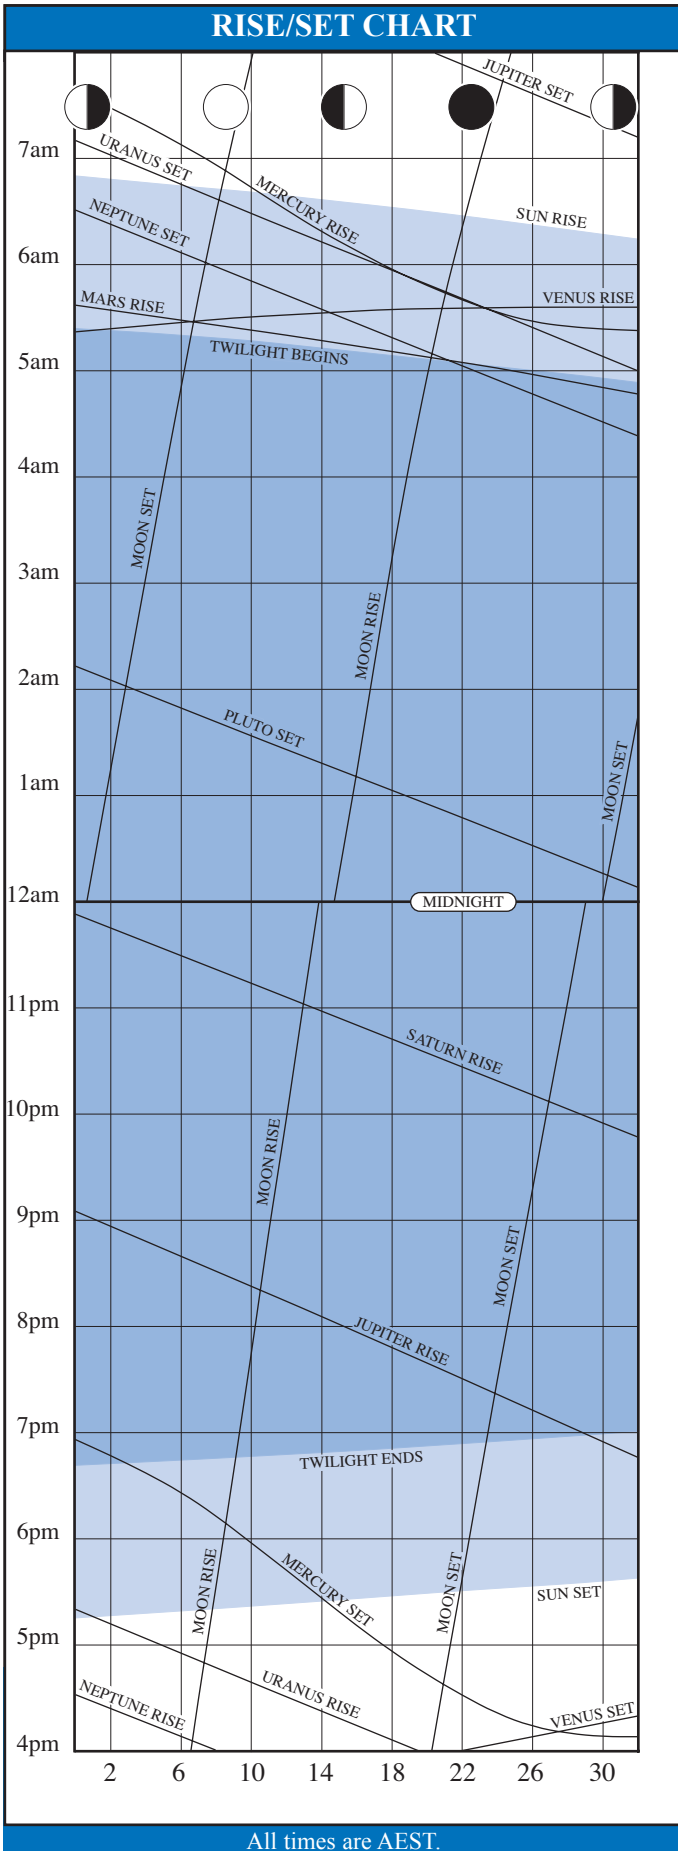 RISE/SET CHART
JUPITER SET
7am
URANUS SET
MERCURY RISE
NEPTUNE SET
SUN RISE
6am
MARS RISE
VENUS RISE
TWILIGHT BEGINS
5am
4am
MOON SET
3am
MOON RISE
2am
PLUTO SET
MOON SET
1am
12am
MIDNIGHT
11pm
SATURN RISE
10pm
MOON RISE
9pm
MOON SET
8pm
JUPITER RISE
7pm
TWILIGHT ENDS
6pm
MOON RISE
MERCURY SET
MOON SET
SUN SET
5pm
NEPTUNE RISE
URANUS RISE
VENUS SET
4pm
2 6 10 14 18 22 26 30
All times are AEST.